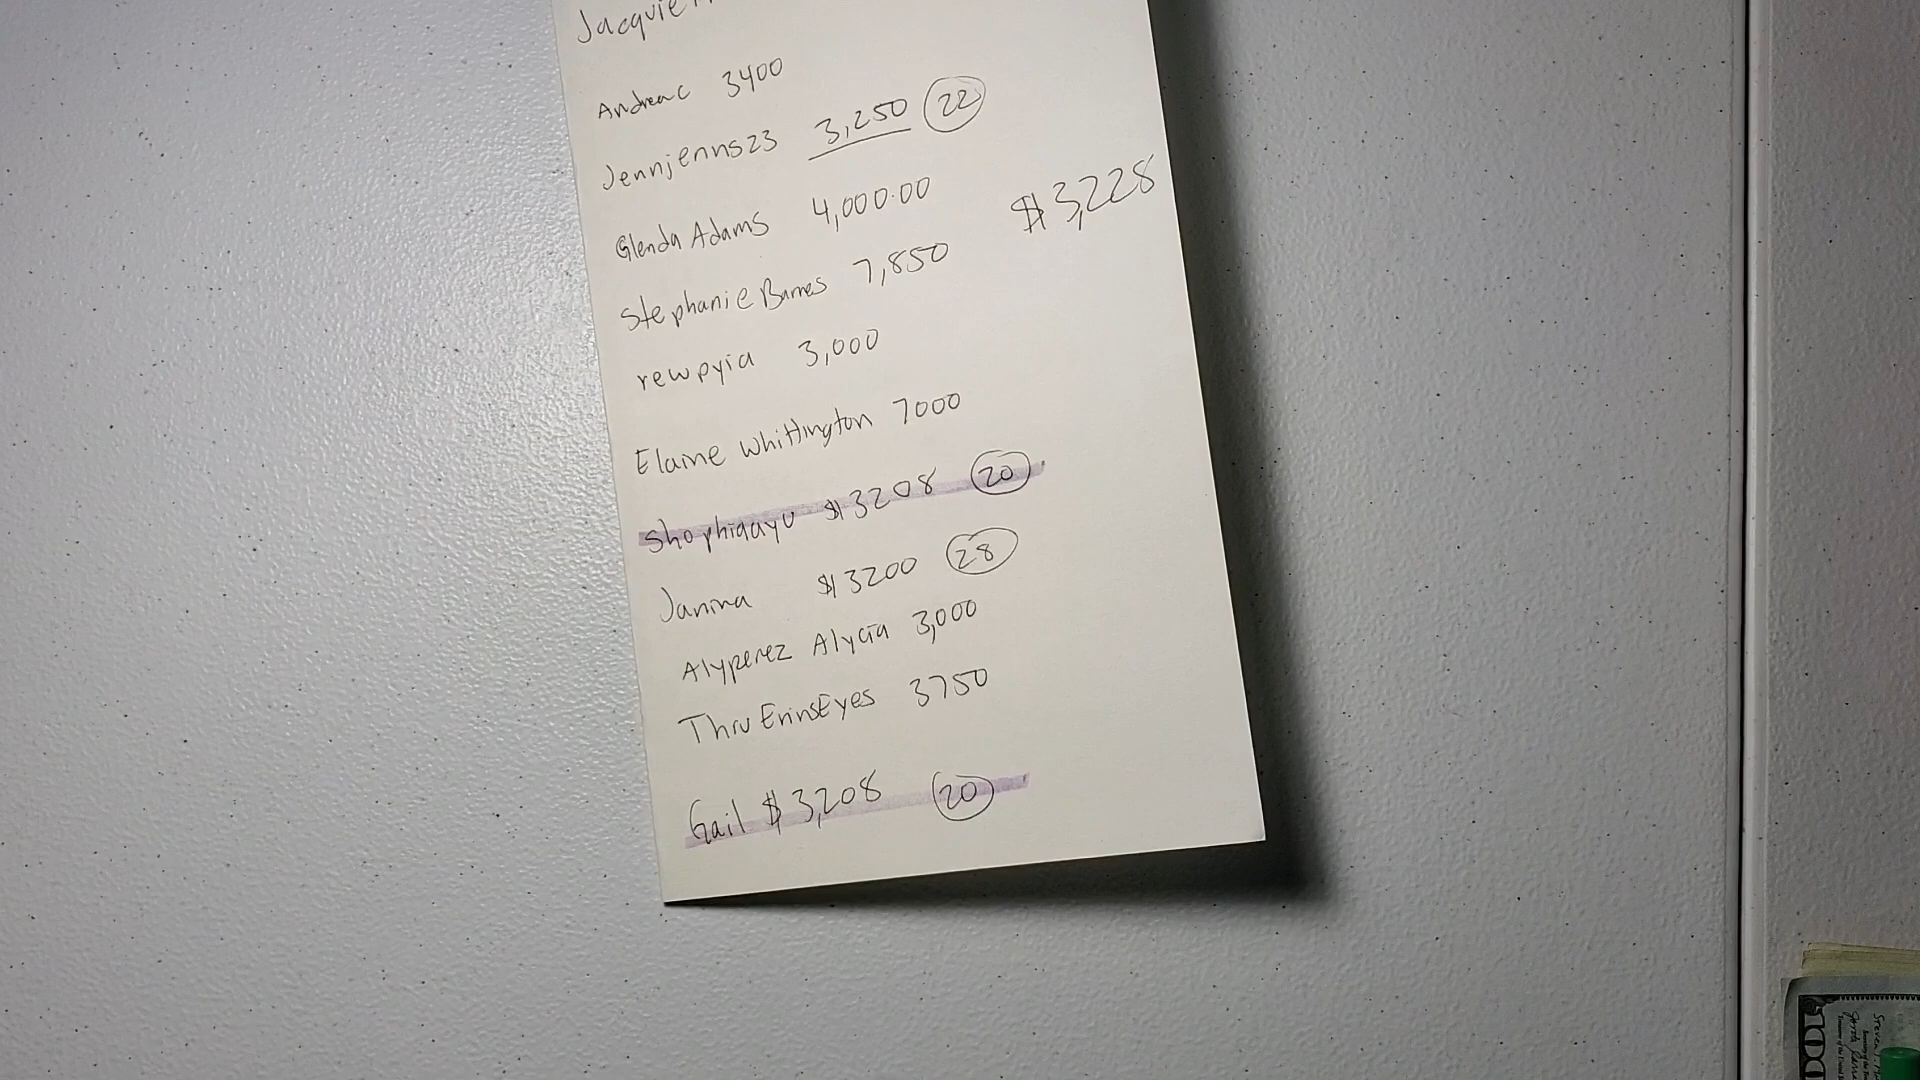 Jacquie
AndreaC 3400
Jennjenns23 3,250 22
$3,228
Glenda Adams 4,000.00
Stephanie Barnes 7,850
rewpyia 3,000
Elaine Whittington 7000
Shophiaayu $3208 20
Janina $3200 28
Alyperez Alycia 3,000
ThruErinsEyes 3750
Gail $3,208 20
100